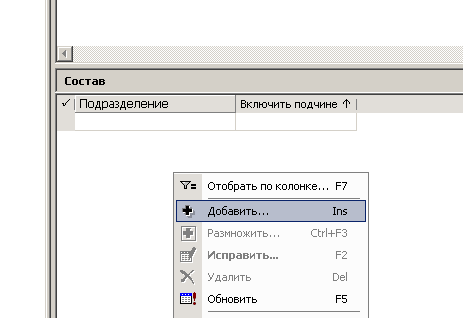 Состав
✓ Подразделение Включить подчине ↑
Отобрать по колонке... F7
Добавить... Ins
Размножить... Ctrl+F3
Исправить... F2
Удалить Del
Обновить F5